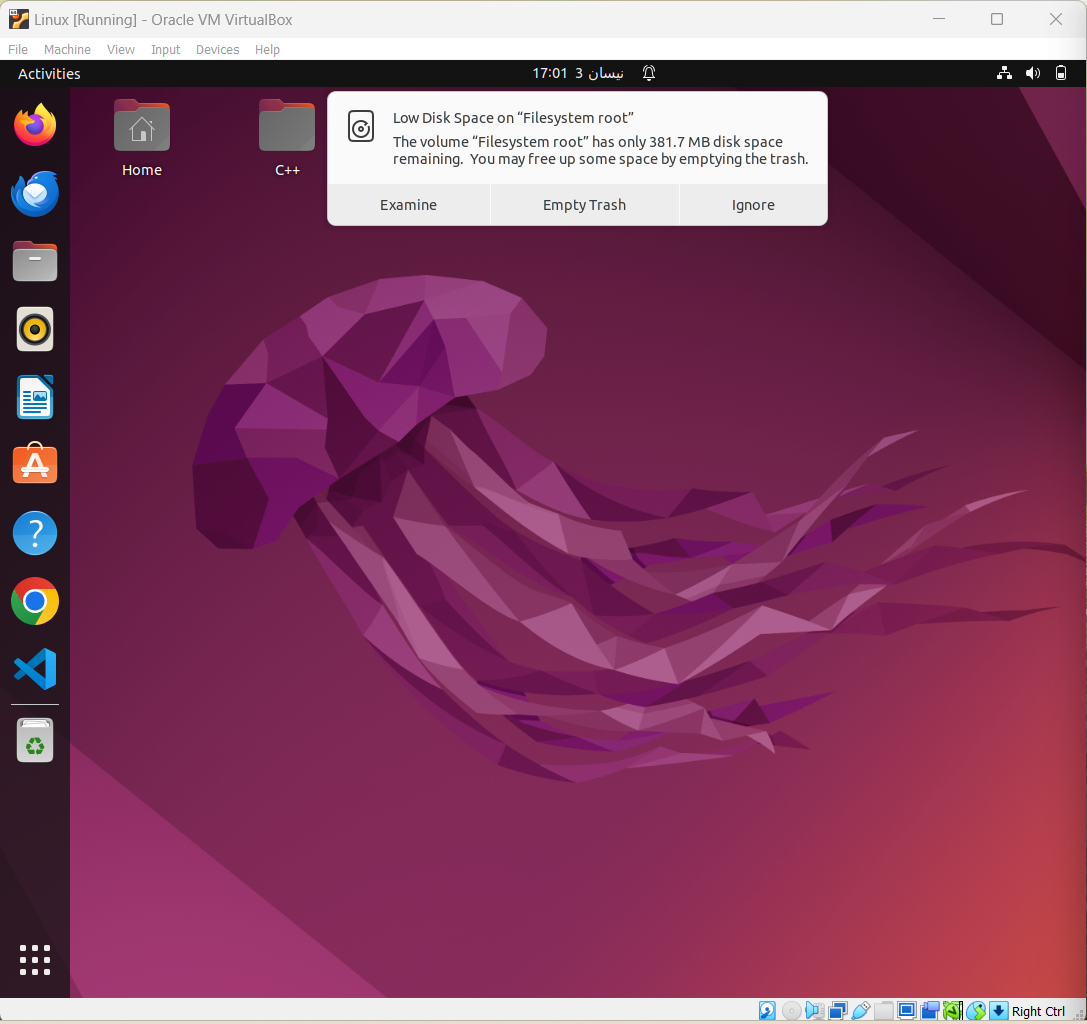 Linux [Running] - Oracle VM VirtualBox
File Machine View Input Devices Help
Activities
17:01 3 نيسان
Home
C++
Low Disk Space on “Filesystem root”
The volume “Filesystem root” has only 381.7 MB disk space
remaining. You may free up some space by emptying the trash.
Examine Empty Trash Ignore
Right Ctrl